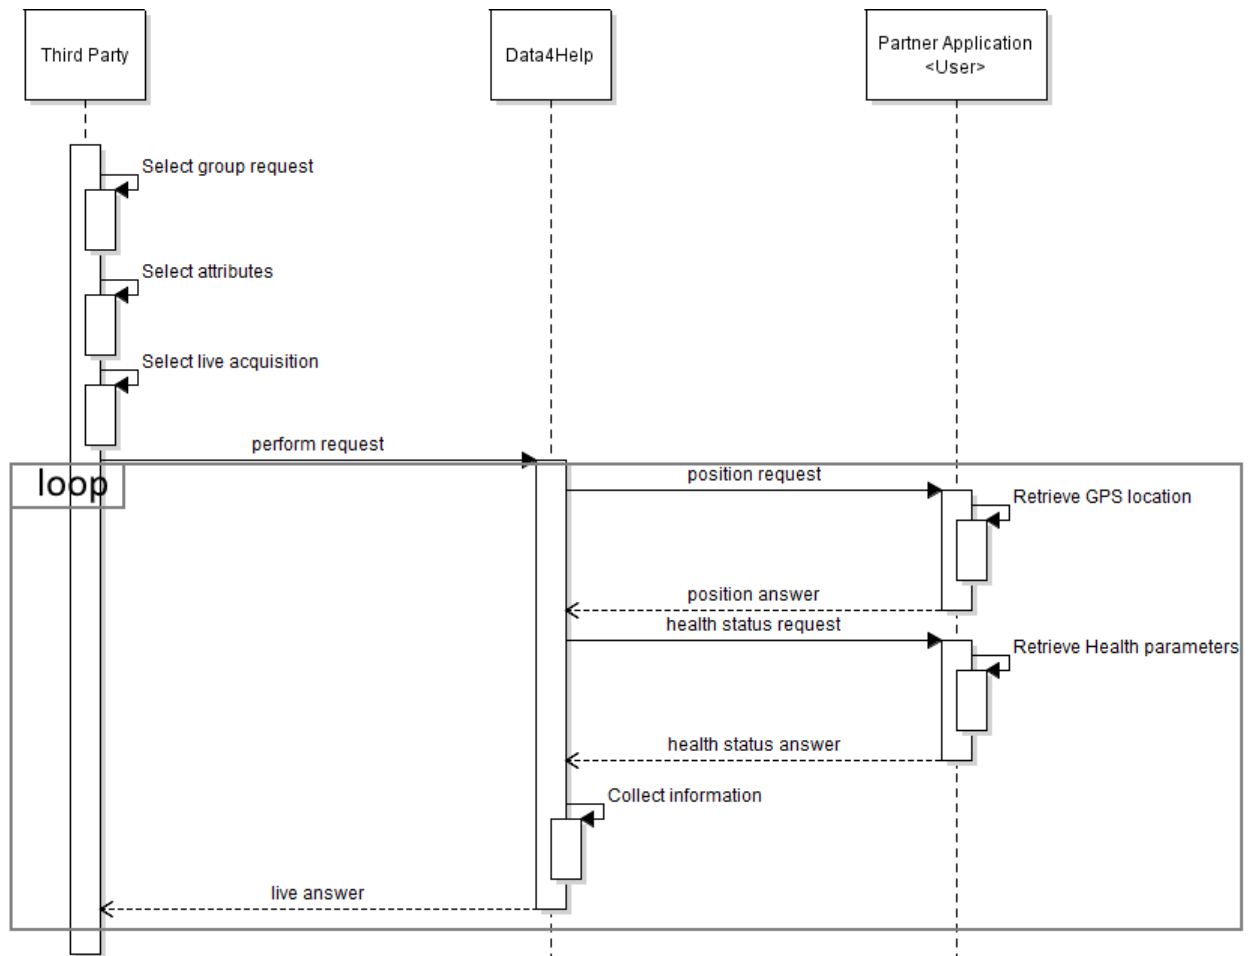 Third Party
Data4Help
Partner Application
<User>
Select group request
Select attributes
Select live acquisition
perform request
loop
position request
Retrieve GPS location
position answer
health status request
Retrieve Health parameters
health status answer
Collect information
live answer